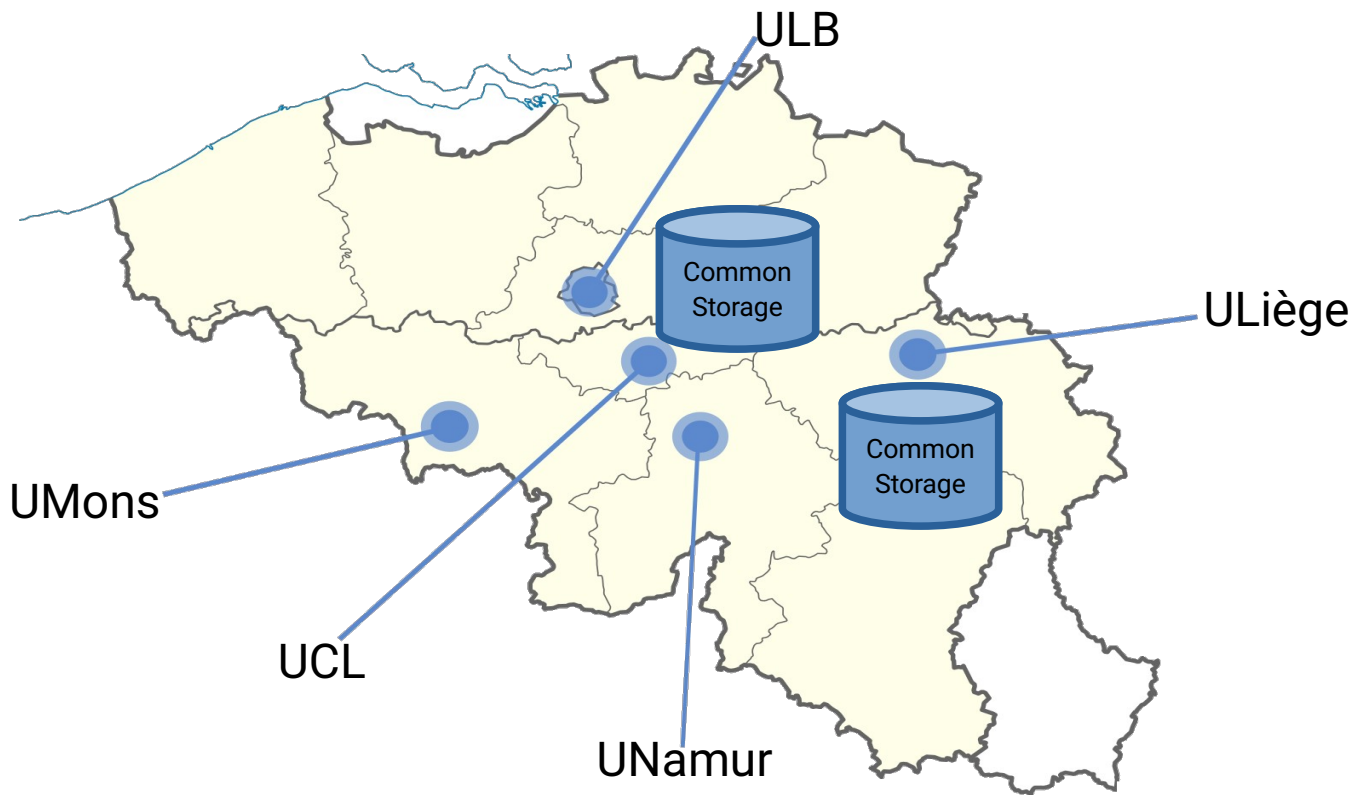 ULB
Common
Storage
ULiège
Common
Storage
UMons
UCL
UNamur